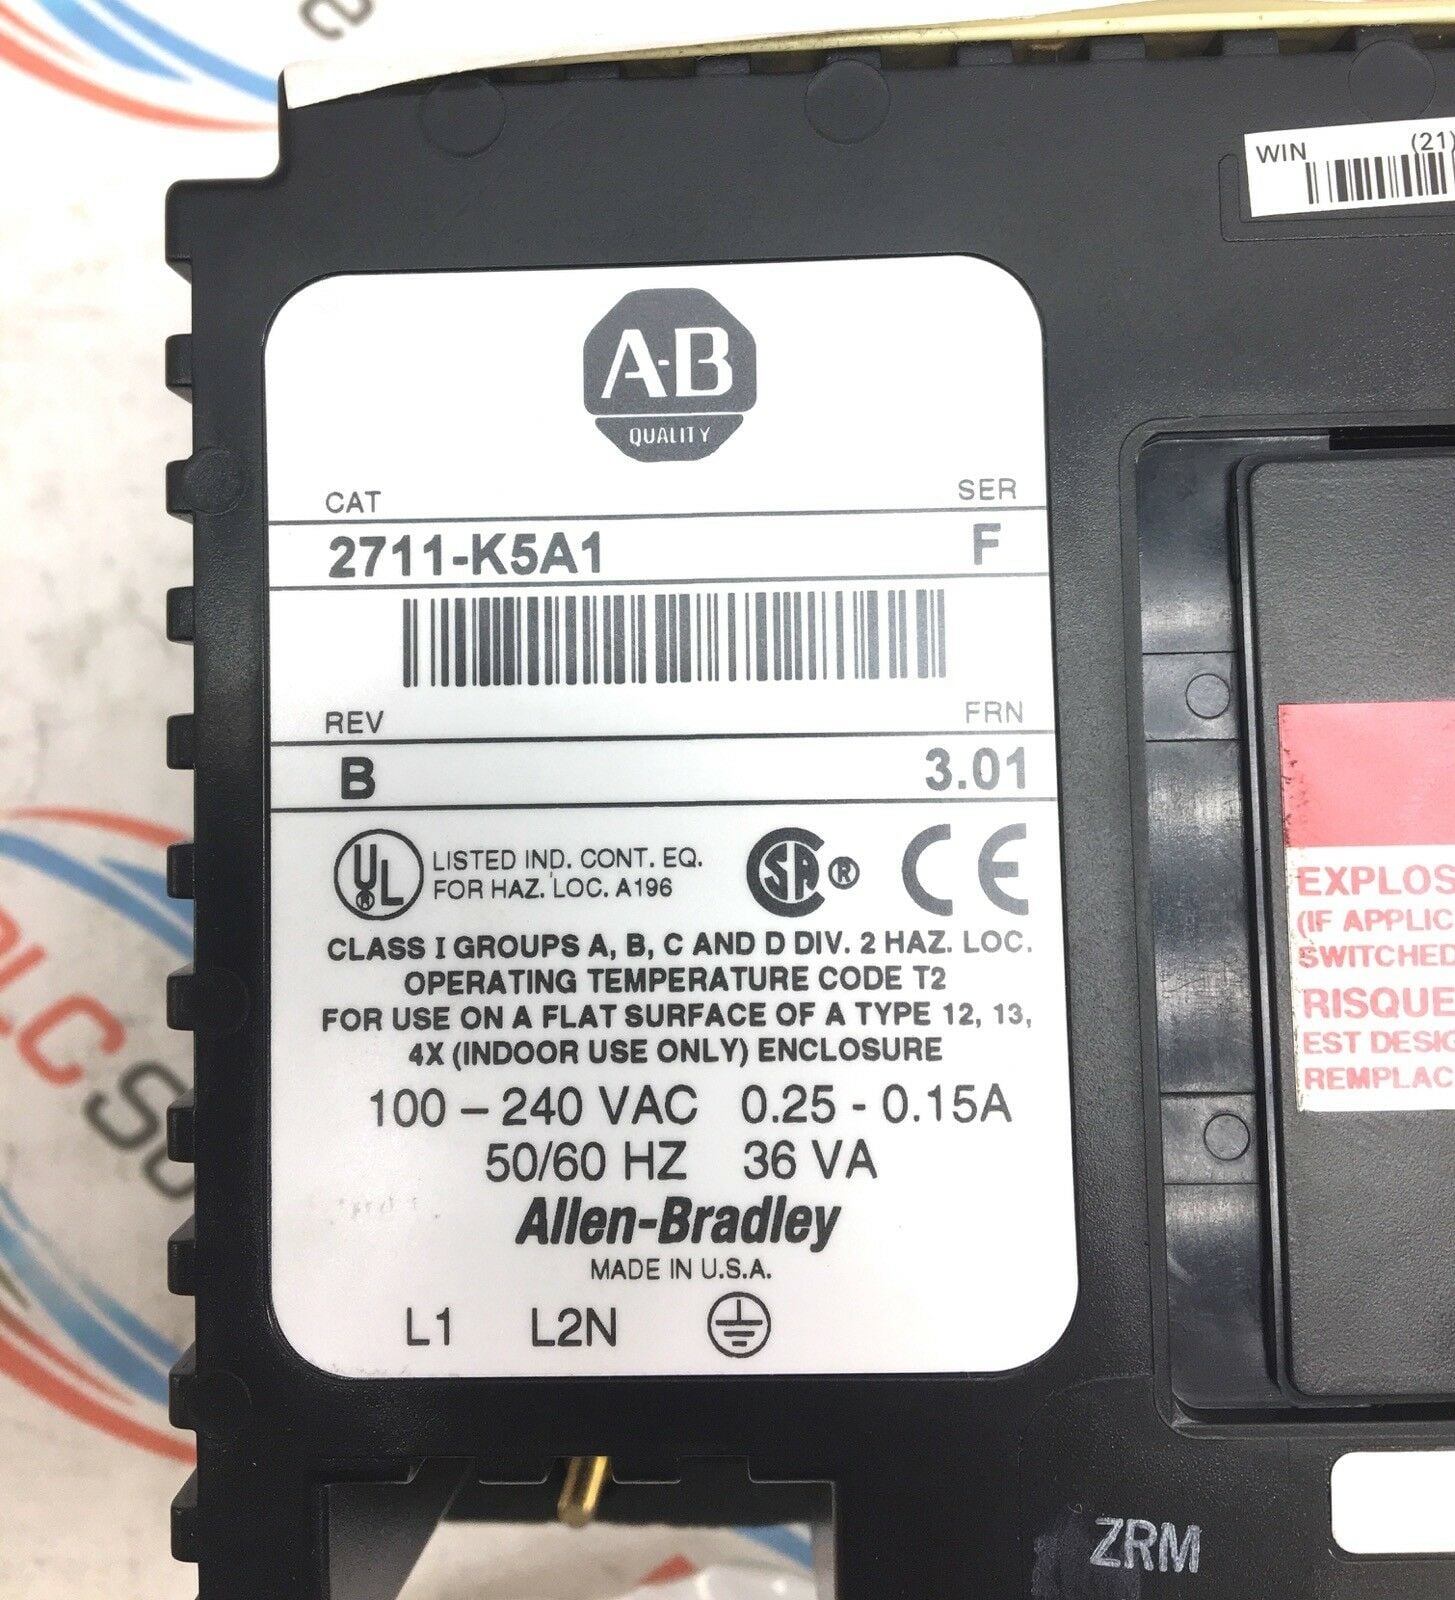 WIN (21)
A-B
QUALITY
CAT SER
2711-K5A1 F
REV FRN
B 3.01
UL LISTED IND. CONT. EQ.
FOR HAZ. LOC. A196
CLASS I GROUPS A, B, C AND D DIV. 2 HAZ. LOC.
OPERATING TEMPERATURE CODE T2
FOR USE ON A FLAT SURFACE OF A TYPE 12, 13,
4X (INDOOR USE ONLY) ENCLOSURE
100 – 240 VAC 0.25 - 0.15A
50/60 HZ 36 VA
Allen-Bradley
MADE IN U.S.A.
L1 L2N
EXPLOS
(IF APPLIC
SWITCHED
RISQUE
EST DESIG
REMPLAC
ZRM